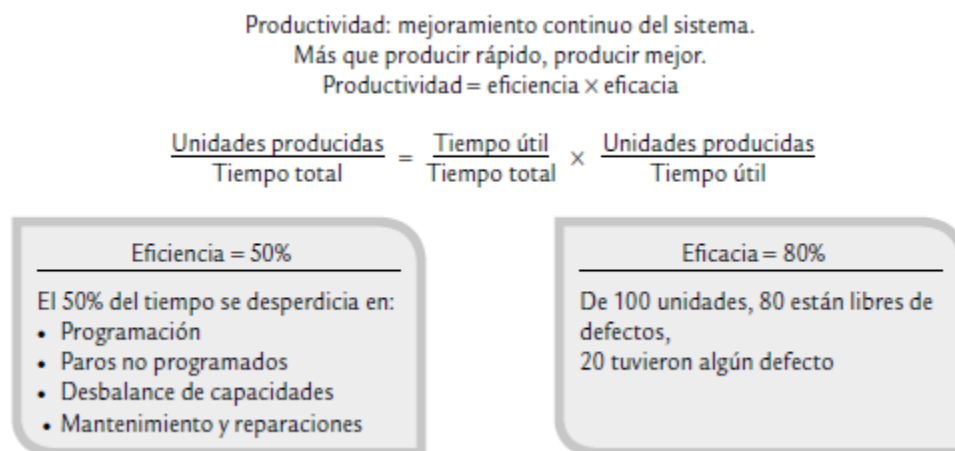 Productividad: mejoramiento continuo del sistema.
Más que producir rápido, producir mejor.
Productividad = eficiencia × eficacia
Unidades producidas / Tiempo total = Tiempo útil / Tiempo total × Unidades producidas / Tiempo útil
Eficiencia = 50%
El 50% del tiempo se desperdicia en:
• Programación
• Paros no programados
• Desbalance de capacidades
• Mantenimiento y reparaciones
Eficacia = 80%
De 100 unidades, 80 están libres de
defectos,
20 tuvieron algún defecto